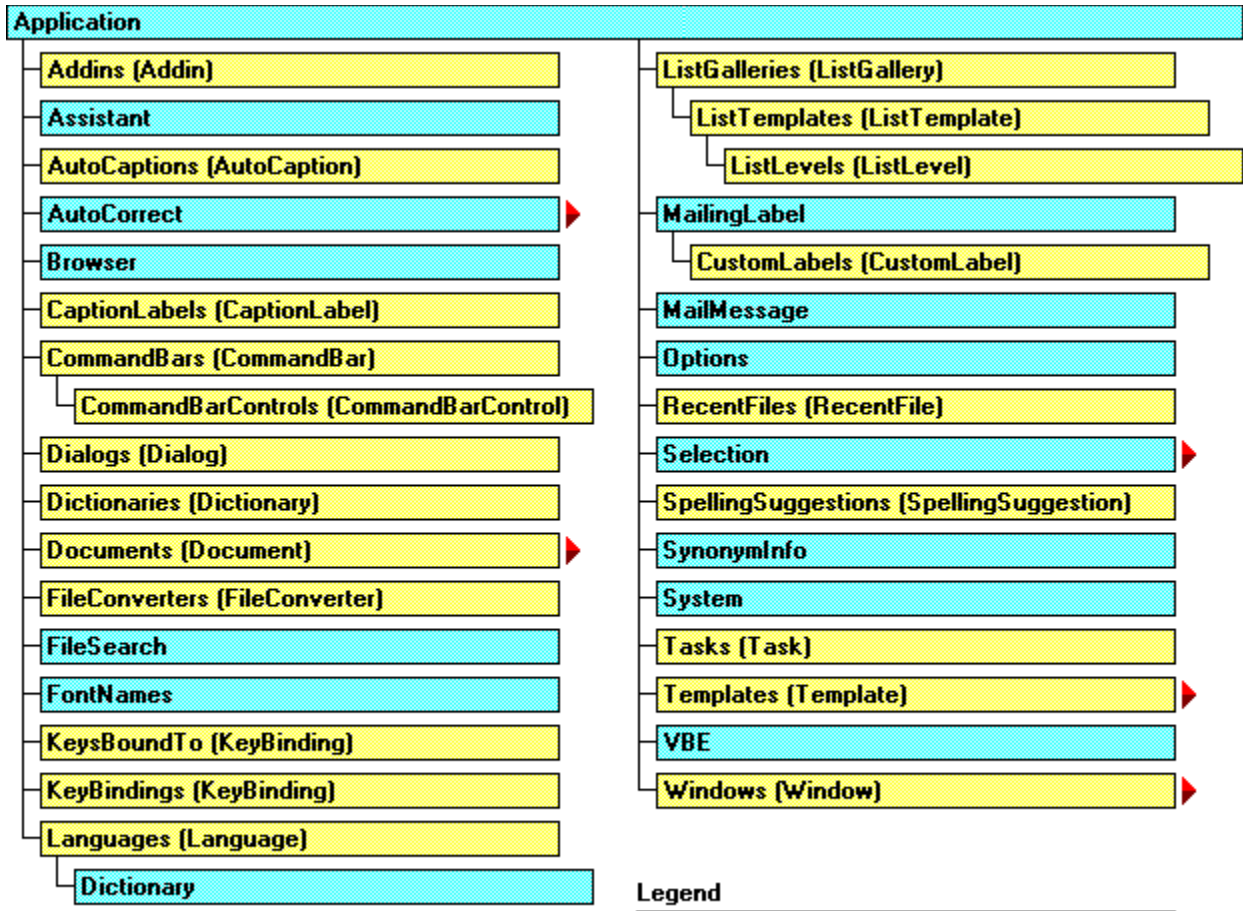 Application
Addins (Addin)
Assistant
AutoCaptions (AutoCaption)
AutoCorrect
Browser
CaptionLabels (CaptionLabel)
CommandBars (CommandBar)
CommandBarControls (CommandBarControl)
Dialogs (Dialog)
Dictionaries (Dictionary)
Documents (Document)
FileConverters (FileConverter)
FileSearch
FontNames
KeysBoundTo (KeyBinding)
KeyBindings (KeyBinding)
Languages (Language)
Dictionary
ListGalleries (ListGallery)
ListTemplates (ListTemplate)
ListLevels (ListLevel)
MailingLabel
CustomLabels (CustomLabel)
MailMessage
Options
RecentFiles (RecentFile)
Selection
SpellingSuggestions (SpellingSuggestion)
SynonymInfo
System
Tasks (Task)
Templates (Template)
VBE
Windows (Window)
Legend